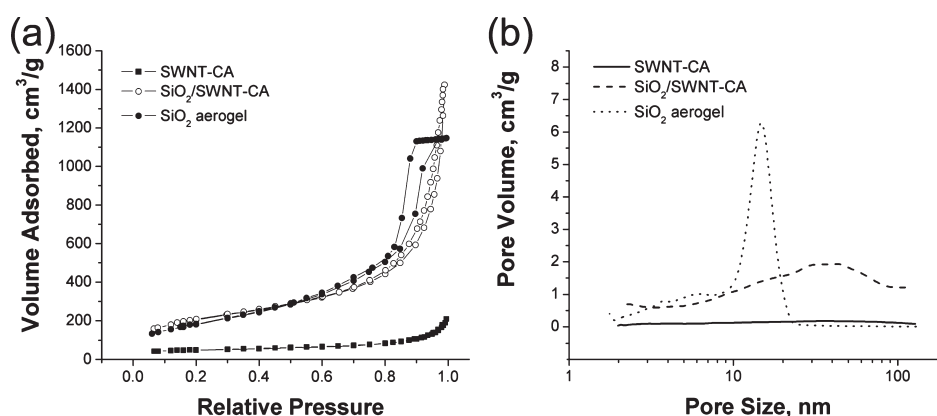 (a)
1600
1400
1200
1000
800
600
400
200
0
Volume Adsorbed, cm³/g
SWNT-CA
SiO₂/SWNT-CA
SiO₂ aerogel
0.0 0.2 0.4 0.6 0.8 1.0
Relative Pressure
(b)
8
7
6
5
4
3
2
1
0
Pore Volume, cm³/g
SWNT-CA
SiO₂/SWNT-CA
SiO₂ aerogel
1 10 100
Pore Size, nm